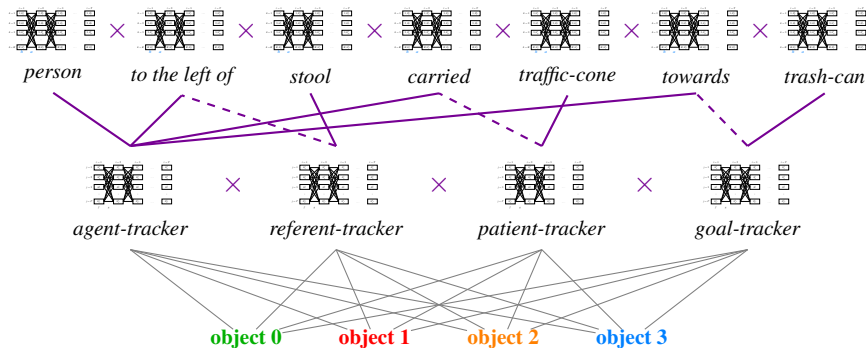 person to the left of stool carried traffic-cone towards trash-can
agent-tracker referent-tracker patient-tracker goal-tracker
object 0 object 1 object 2 object 3